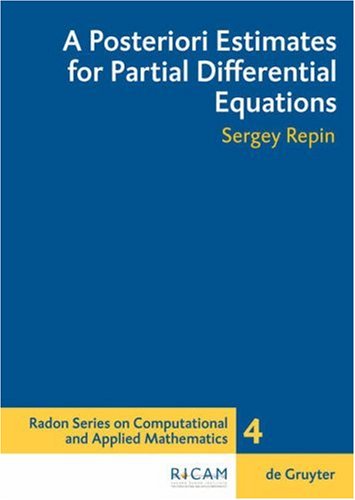 A Posteriori Estimates
for Partial Differential
Equations
Sergey Repin
Radon Series on Computational
and Applied Mathematics
4
RICAM
de Gruyter